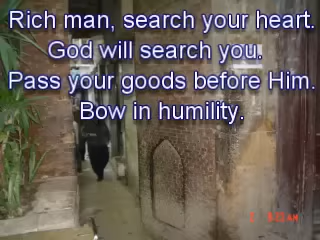 Rich man, search your heart.
God will search you.
Pass your goods before Him.
Bow in humility.